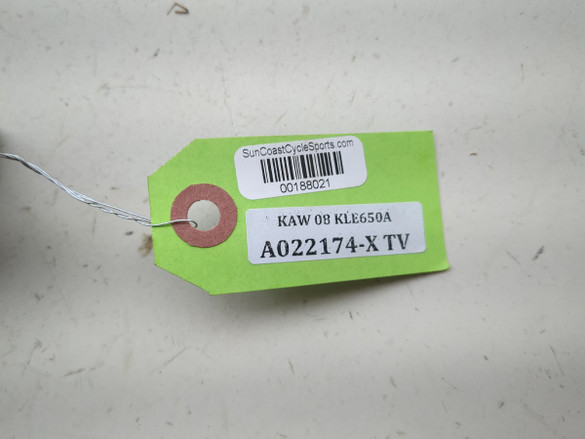 SunCoastCycleSports.com
00188021
KAW 08 KLE650A
A022174-X TV